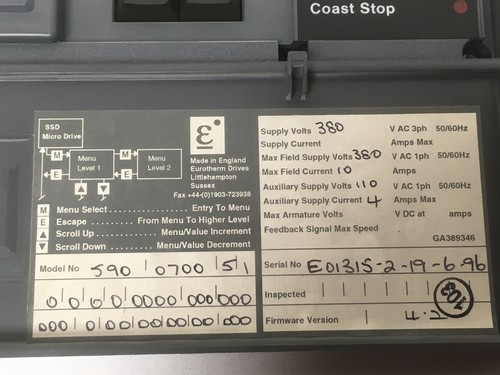 Coast Stop
SSD
Micro Drive
M
Menu
Level 1
M
Menu
Level 2
E
E
Made in England
Eurotherm Drives
Littlehampton
Sussex
Fax +44-(0)1903-723938
M Menu Select . . . . . . . . . . Entry To Menu
E Escape . . . . . From Menu To Higher Level
Scroll Up . . . . . . Menu/Value Increment
Scroll Down . . . . Menu/Value Decrement
Model No 590 0700 51
Supply Volts 380 V AC 3ph 50/60Hz
Supply Current Amps Max
Max Field Supply Volts 380 V AC 1ph 50/60Hz
Max Field Current 10 Amps
Auxiliary Supply Volts 110 V AC 1ph 50/60Hz
Auxiliary Supply Current 4 Amps Max
Max Armature Volts V DC at amps
Feedback Signal Max Speed
GA389346
Serial No E01315-2-19-6-96
Inspected
Firmware Version 4.2